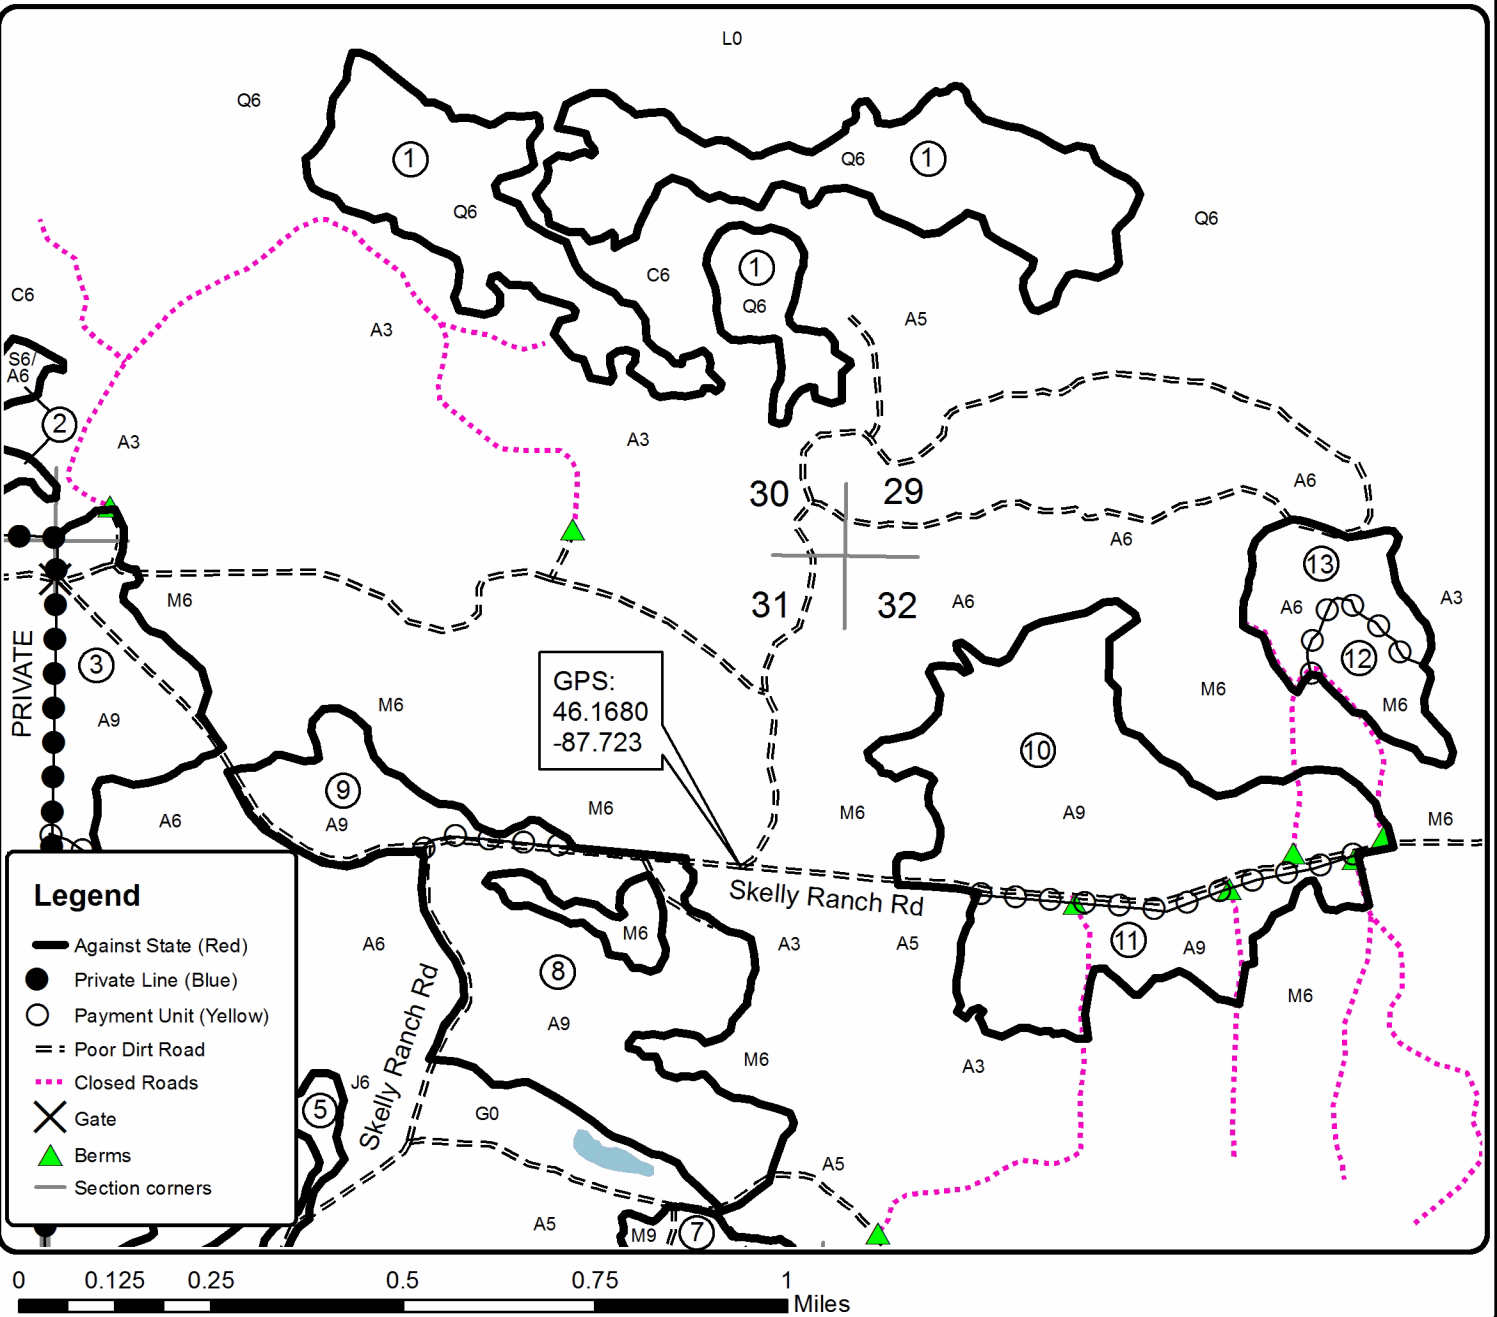 L0
Q6
1
Q6
1
Q6
Q6
C6
1
Q6
C6
A3
A5
S6/
A6
2
A3
A3
30
29
A6
A6
13
31
32
A6
A6
A3
M6
PRIVATE
3
A9
12
M6
M6
M6
GPS:
46.1680
-87.723
10
9
A9
A6
M6
M6
A9
M6
Skelly Ranch Rd
M6
A6
8
A9
A3
A5
11
A9
M6
M6
A3
Skelly Ranch Rd
J6
5
G0
A5
A5
M9
7
Legend
Against State (Red)
Private Line (Blue)
Payment Unit (Yellow)
Poor Dirt Road
Closed Roads
Gate
Berms
Section corners
0 0.125 0.25 0.5 0.75 1
Miles